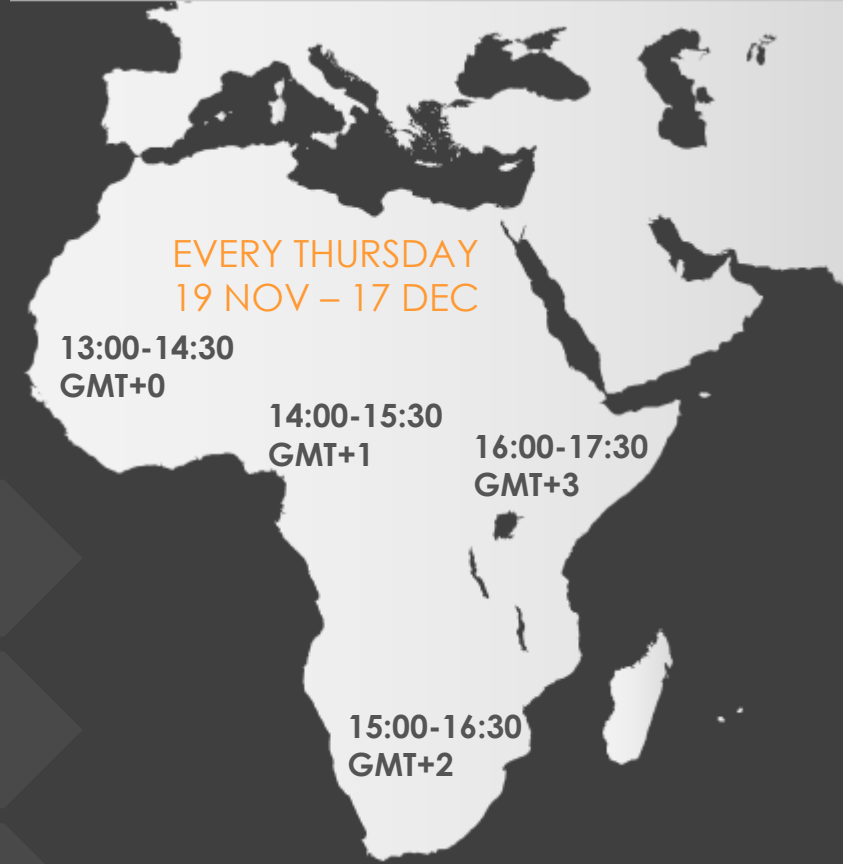 EVERY THURSDAY
19 NOV – 17 DEC
13:00-14:30
GMT+0
14:00-15:30
GMT+1
16:00-17:30
GMT+3
15:00-16:30
GMT+2